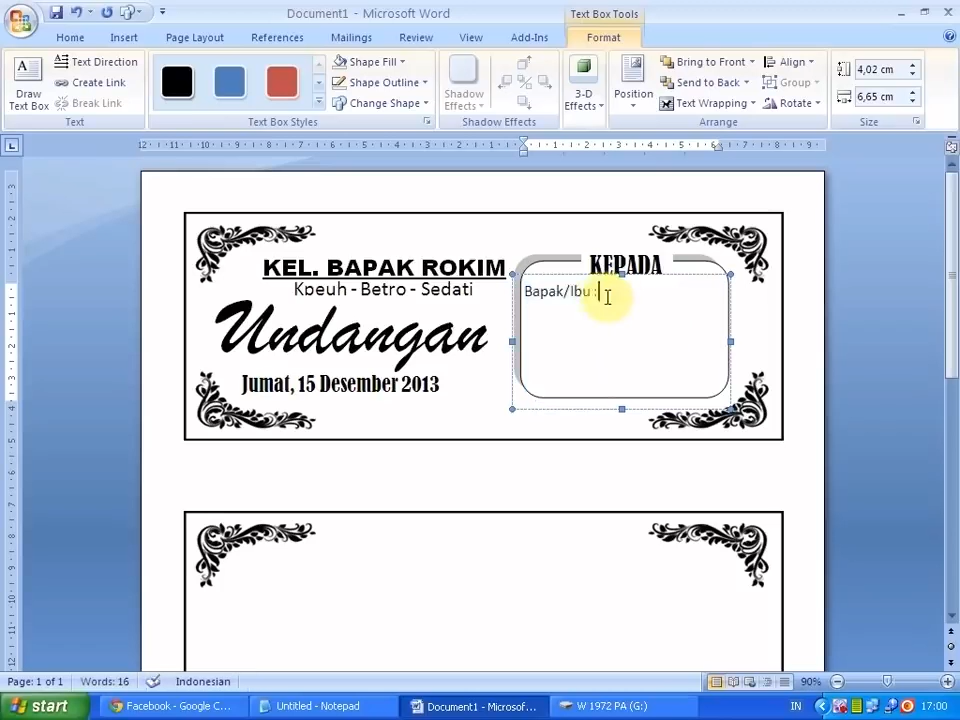 Document1 - Microsoft Word
Text Box Tools
Home Insert Page Layout References Mailings Review View Add-Ins Format
Draw Text Box
Text Direction
Create Link
Break Link
Text
Shape Fill
Shape Outline
Change Shape
Text Box Styles
Shadow Effects
Shadow Effects
3-D Effects
Position
Bring to Front
Send to Back
Text Wrapping
Align
Group
Rotate
Arrange
4,02 cm
6,65 cm
Size
KEL. BAPAK ROKIM
- Betro - Sedati
Undangan
Jumat, 15 Desember 2013
KEPADA
Bapak/Ibu :
Page: 1 of 1 Words: 16 Indonesian 90%
start Facebook - Google C... Untitled - Notepad Document1 - Microsof... W 1972 PA (G:) IN 17:00